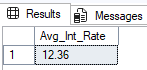 Results Messages
Avg_Int_Rate
1 12.36